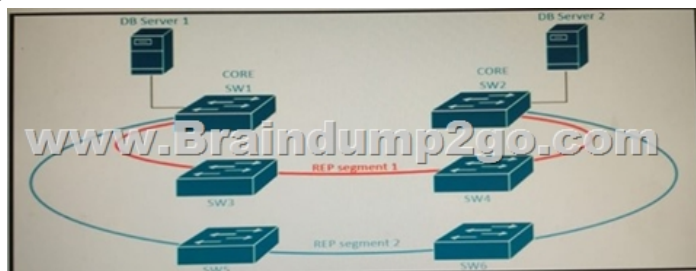 DB Server 1
DB Server 2
CORE
SW1
CORE
SW2
www.Braindump2go.com
REP segment 1
SW3
SW4
REP segment 2
SW5
SW6